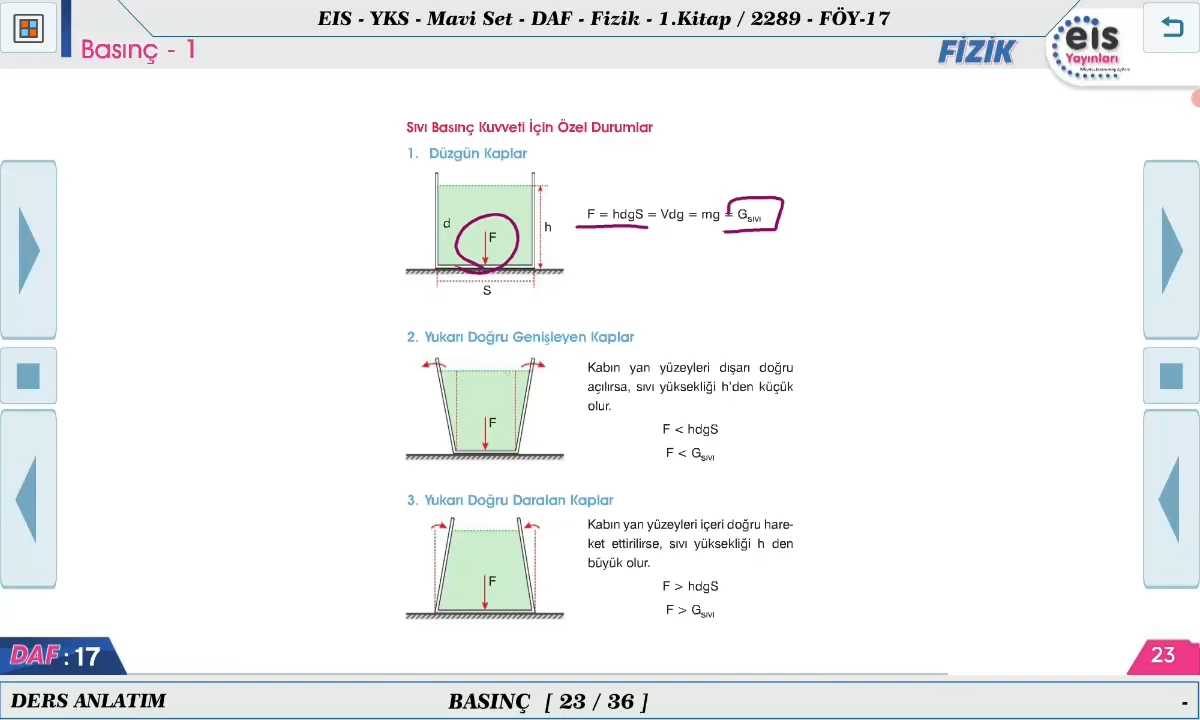 EIS - YKS - Mavi Set - DAF - Fizik - 1.Kitap / 2289 - FÖY-17
Basınç - 1
FİZİK
eis
Yayınları
Sıvı Basınç Kuvveti İçin Özel Durumlar
1. Düzgün Kaplar
d
F
h
S
F = hdgS = Vdg = mg = Gsıvı
2. Yukarı Doğru Genişleyen Kaplar
F
Kabın yan yüzeyleri dışarı doğru
açılırsa, sıvı yüksekliği h'den küçük
olur.
F < hdgS
F < Gsıvı
3. Yukarı Doğru Daralan Kaplar
F
Kabın yan yüzeyleri içeri doğru hare-
ket ettirilirse, sıvı yüksekliği h den
büyük olur.
F > hdgS
F > Gsıvı
DAF : 17
23
DERS ANLATIM
BASINÇ [ 23 / 36 ]
-